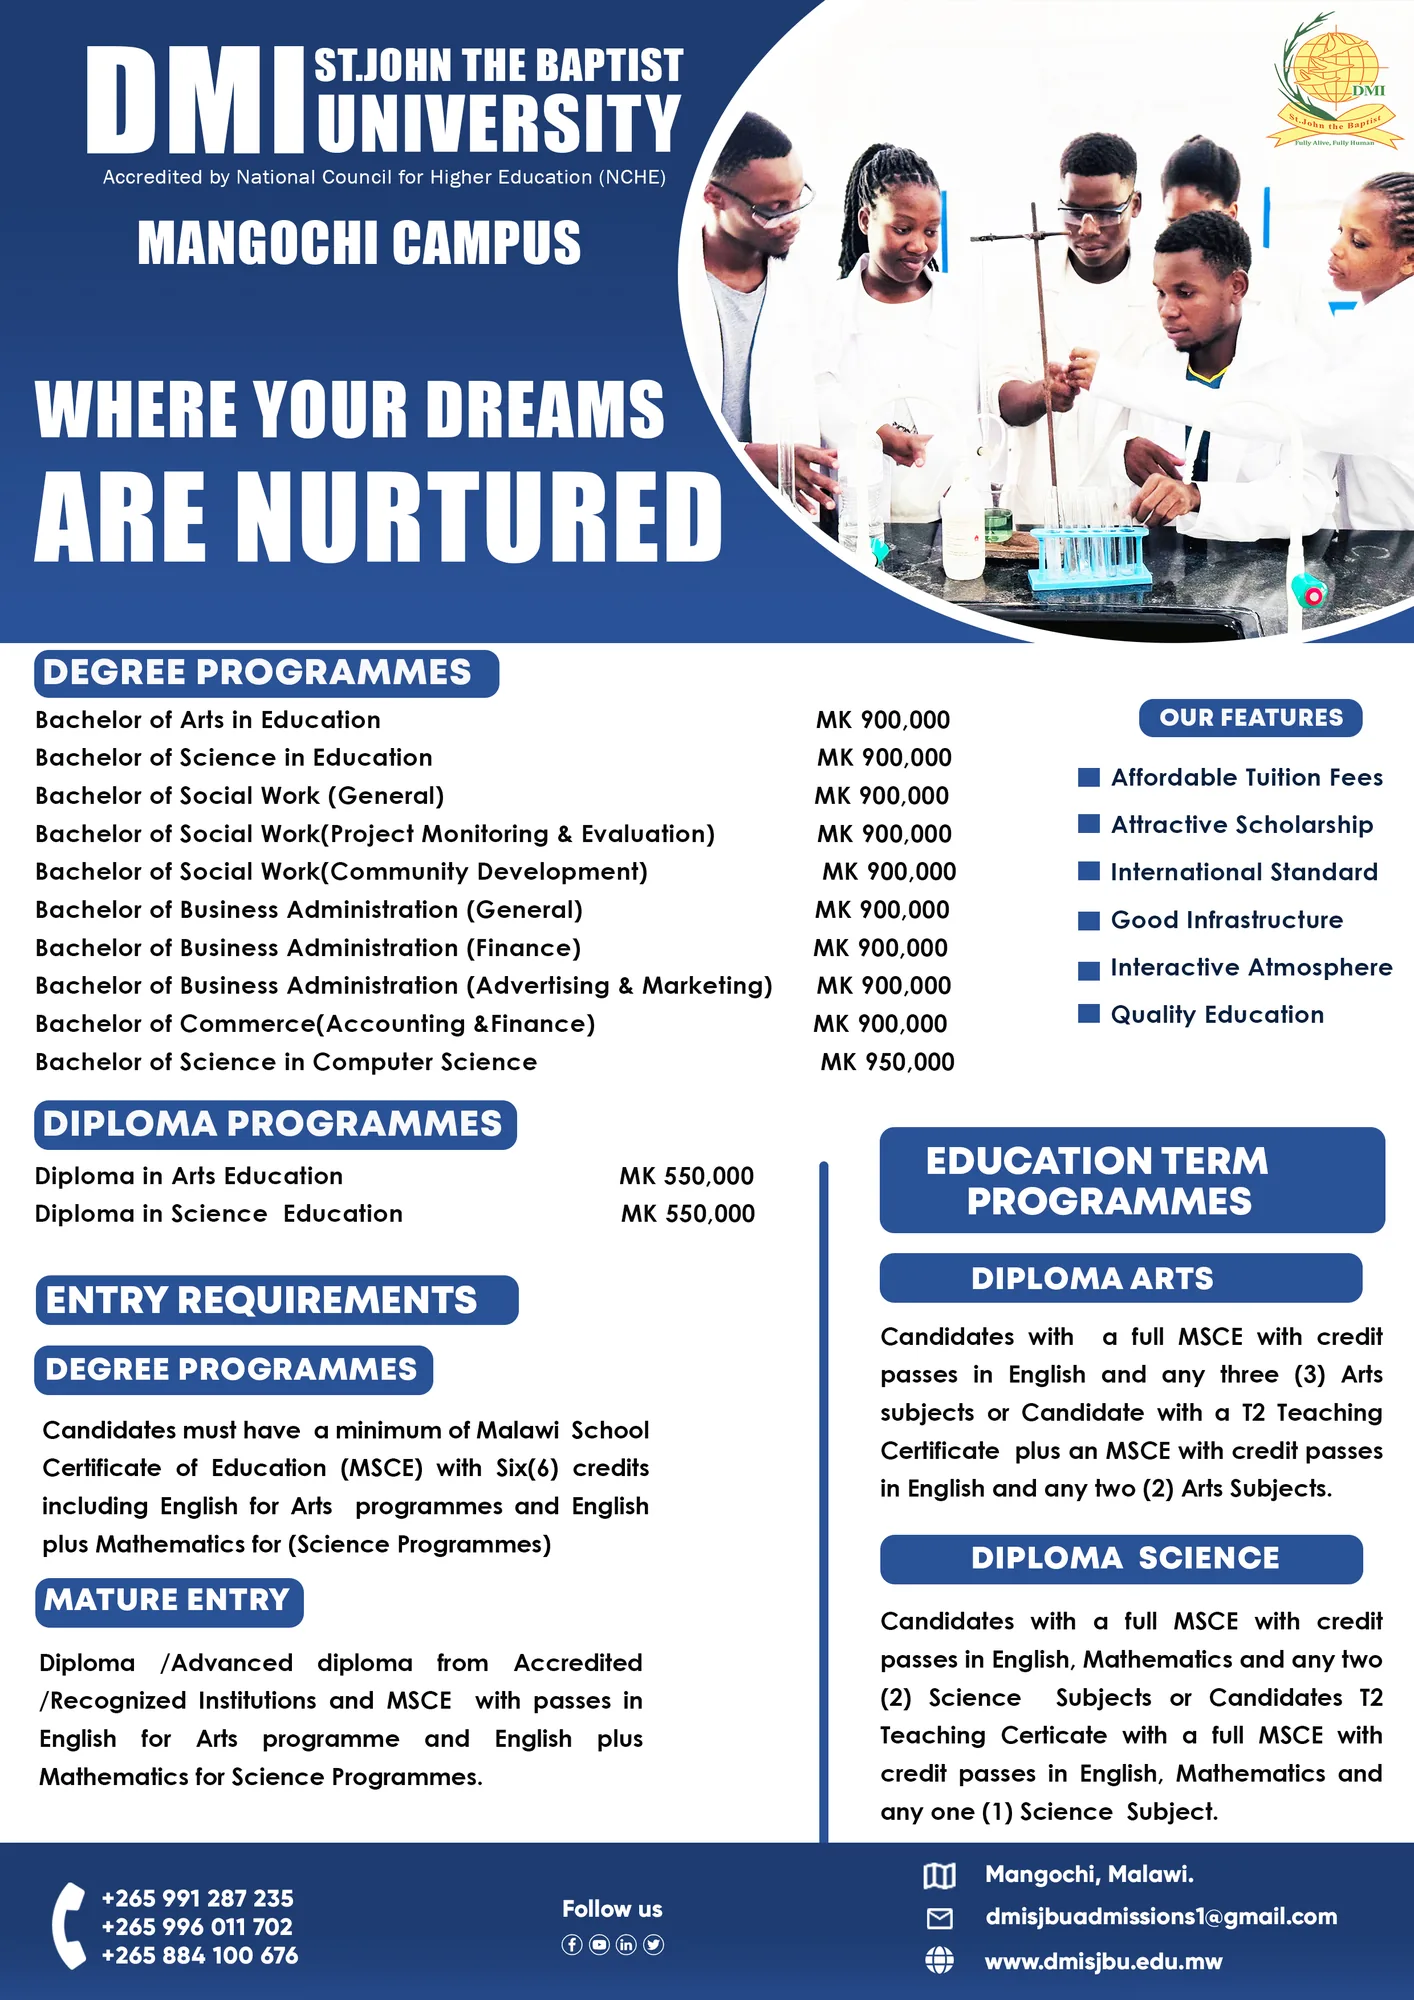 DMI ST.JOHN THE BAPTIST
UNIVERSITY
Accredited by National Council for Higher Education (NCHE)
MANGOCHI CAMPUS
DMI
St.John the Baptist
Fully Alive, Fully Human
WHERE YOUR DREAMS
ARE NURTURED
DEGREE PROGRAMMES
Bachelor of Arts in Education MK 900,000
Bachelor of Science in Education MK 900,000
Bachelor of Social Work (General) MK 900,000
Bachelor of Social Work(Project Monitoring & Evaluation) MK 900,000
Bachelor of Social Work(Community Development) MK 900,000
Bachelor of Business Administration (General) MK 900,000
Bachelor of Business Administration (Finance) MK 900,000
Bachelor of Business Administration (Advertising & Marketing) MK 900,000
Bachelor of Commerce(Accounting &Finance) MK 900,000
Bachelor of Science in Computer Science MK 950,000
OUR FEATURES
Affordable Tuition Fees
Attractive Scholarship
International Standard
Good Infrastructure
Interactive Atmosphere
Quality Education
DIPLOMA PROGRAMMES
Diploma in Arts Education MK 550,000
Diploma in Science Education MK 550,000
ENTRY REQUIREMENTS
DEGREE PROGRAMMES
Candidates must have a minimum of Malawi School
Certificate of Education (MSCE) with Six(6) credits
including English for Arts programmes and English
plus Mathematics for (Science Programmes)
MATURE ENTRY
Diploma /Advanced diploma from Accredited
/Recognized Institutions and MSCE with passes in
English for Arts programme and English plus
Mathematics for Science Programmes.
EDUCATION TERM
PROGRAMMES
DIPLOMA ARTS
Candidates with a full MSCE with credit
passes in English and any three (3) Arts
subjects or Candidate with a T2 Teaching
Certificate plus an MSCE with credit passes
in English and any two (2) Arts Subjects.
DIPLOMA SCIENCE
Candidates with a full MSCE with credit
passes in English, Mathematics and any two
(2) Science Subjects or Candidates T2
Teaching Certicate with a full MSCE with
credit passes in English, Mathematics and
any one (1) Science Subject.
+265 991 287 235
+265 996 011 702
+265 884 100 676
Follow us
Mangochi, Malawi.
dmisjbuadmissions1@gmail.com
www.dmisjbu.edu.mw